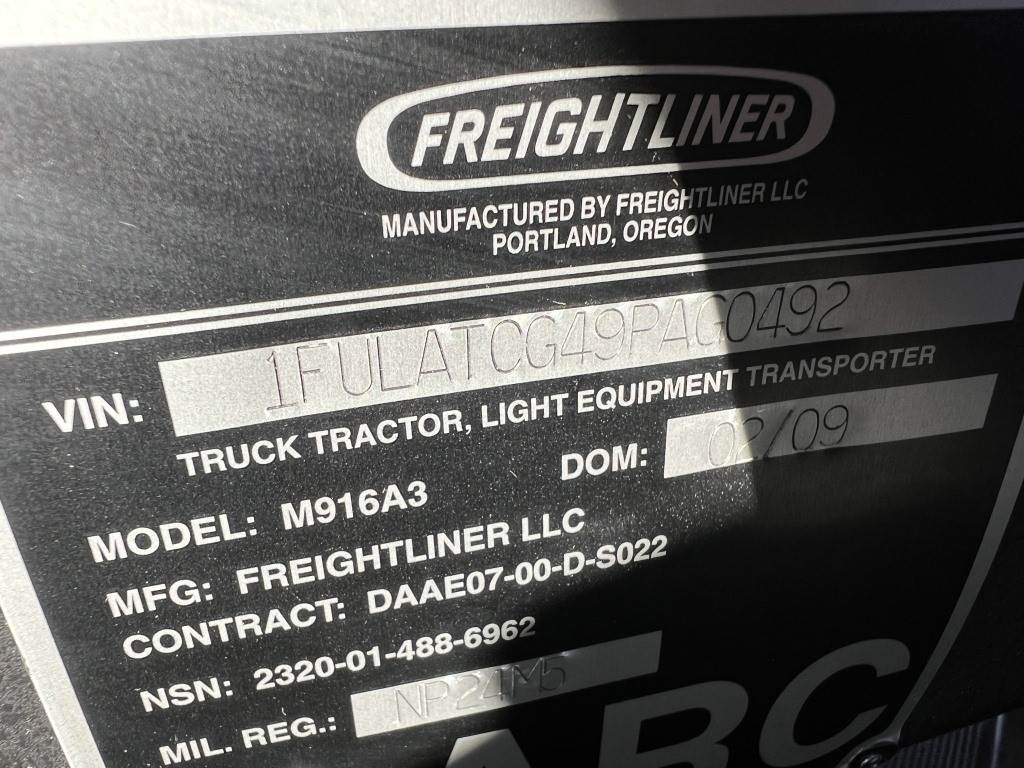 FREIGHTLINER
MANUFACTURED BY FREIGHTLINER LLC
PORTLAND, OREGON
VIN: 1FULATCG49PAG0492
TRUCK TRACTOR, LIGHT EQUIPMENT TRANSPORTER
MODEL: M916A3 DOM: 02/09
MFG: FREIGHTLINER LLC
CONTRACT: DAAE07-00-D-S022
NSN: 2320-01-488-6962
MIL. REG.: NP24M5
ABC